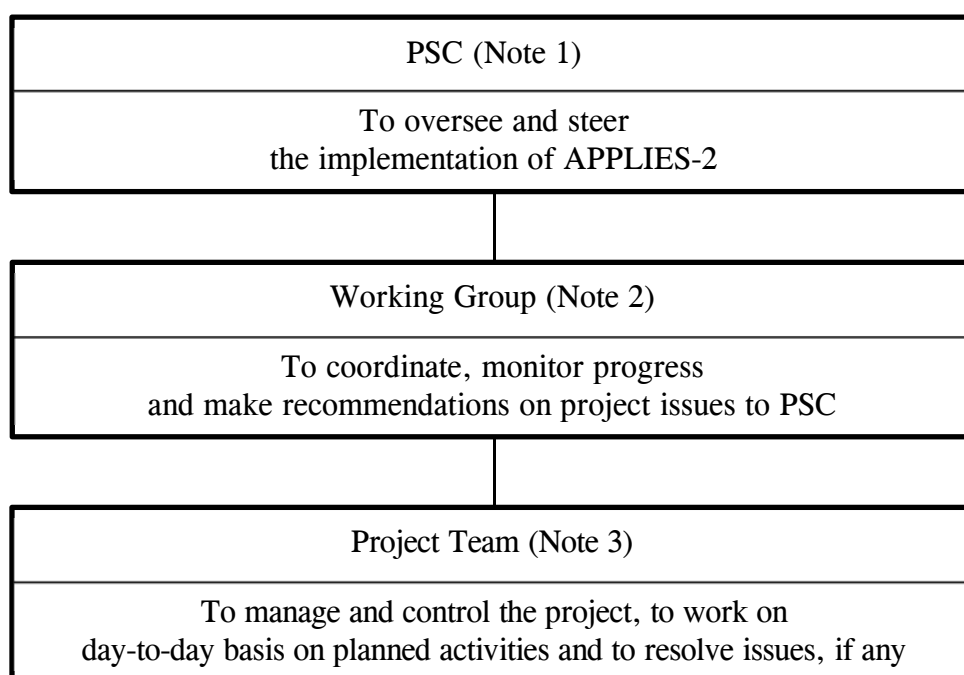 PSC (Note 1)
To oversee and steer
the implementation of APPLIES-2
Working Group (Note 2)
To coordinate, monitor progress
and make recommendations on project issues to PSC
Project Team (Note 3)
To manage and control the project, to work on
day-to-day basis on planned activities and to resolve issues, if any